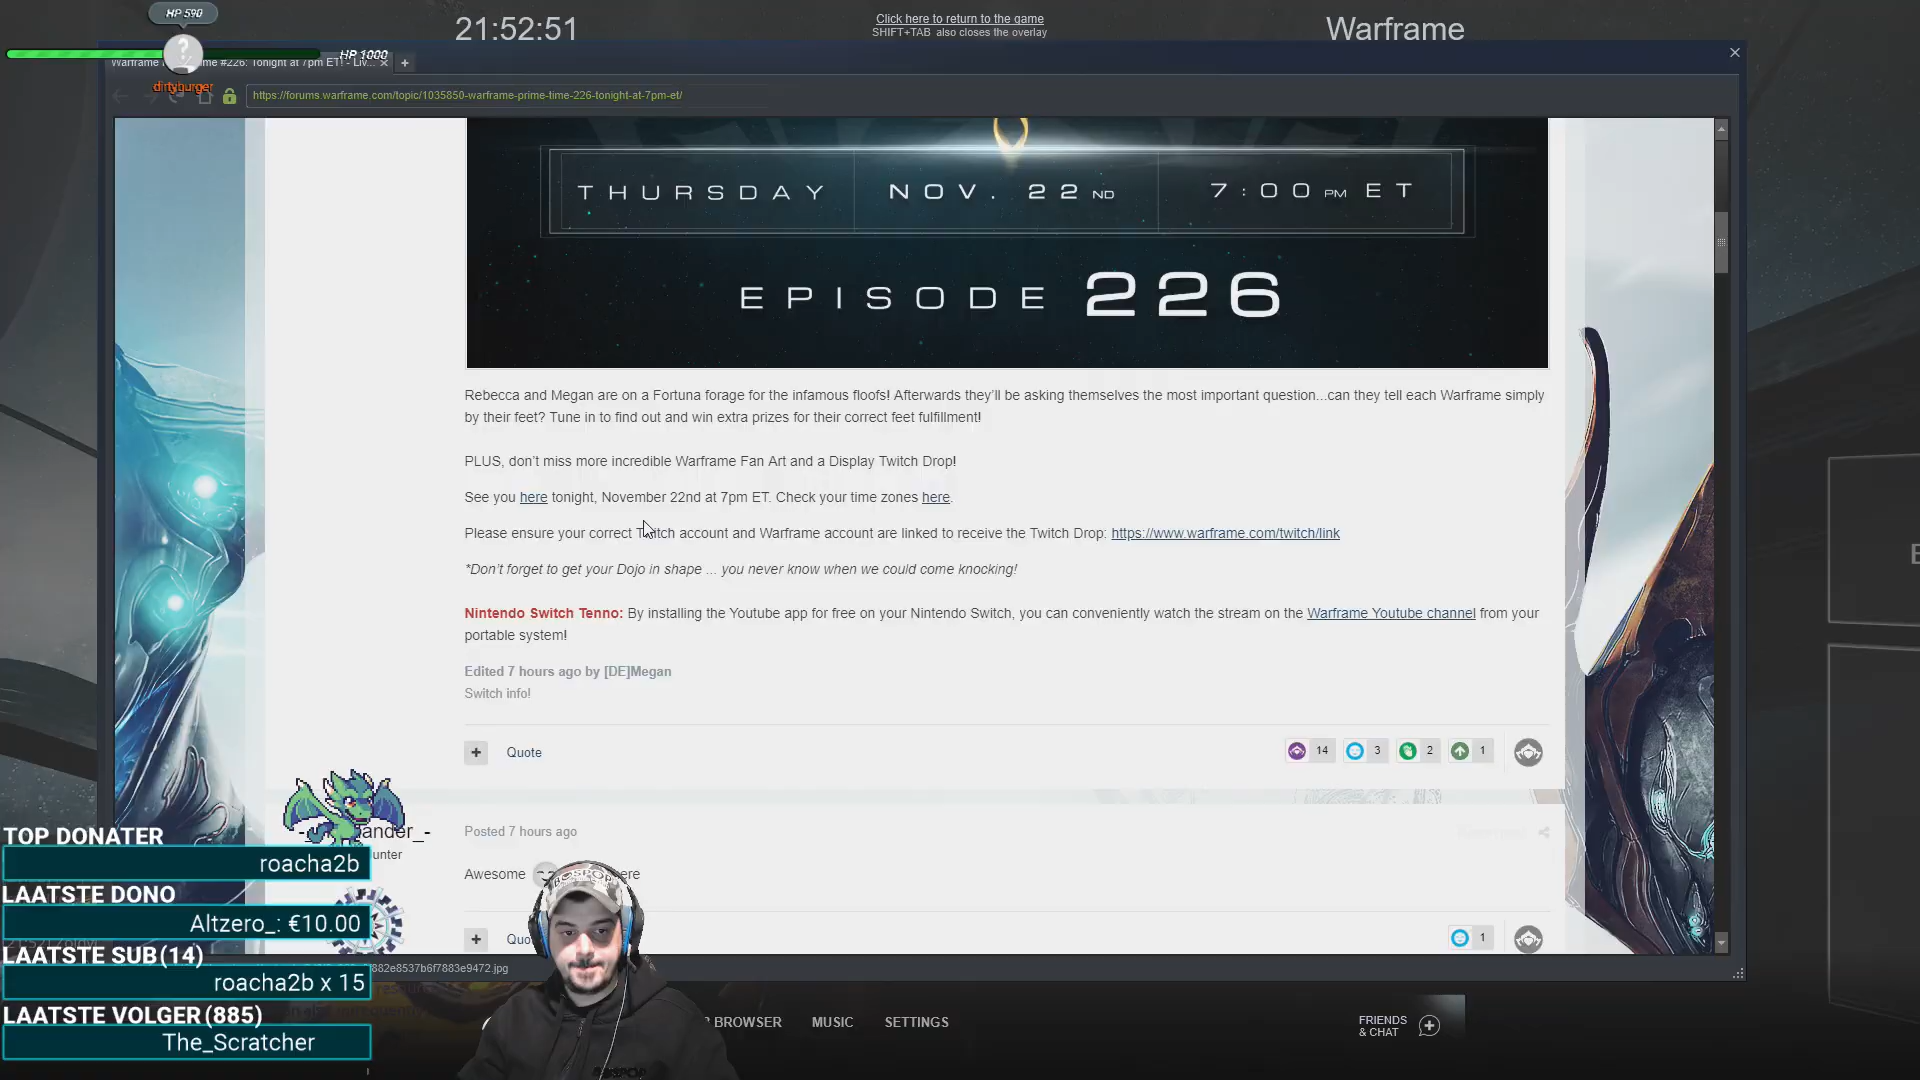 HP 590
21:52:51
Click here to return to the game
SHIFT+TAB also closes the overlay
Warframe
HP 1000
#226: Tonight at 7pm ET! - Liv...
dirtyburger
https://forums.warframe.com/topic/1035850-warframe-prime-time-226-tonight-at-7pm-et/
THURSDAY NOV. 22ND 7:00PM ET
EPISODE 226
Rebecca and Megan are on a Fortuna forage for the infamous floofs! Afterwards they'll be asking themselves the most important question...can they tell each Warframe simply
by their feet? Tune in to find out and win extra prizes for their correct feet fulfillment!
PLUS, don't miss more incredible Warframe Fan Art and a Display Twitch Drop!
See you here tonight, November 22nd at 7pm ET. Check your time zones here.
Please ensure your correct Twitch account and Warframe account are linked to receive the Twitch Drop: https://www.warframe.com/twitch/link
*Don't forget to get your Dojo in shape ... you never know when we could come knocking!
Nintendo Switch Tenno: By installing the Youtube app for free on your Nintendo Switch, you can conveniently watch the stream on the Warframe Youtube channel from your
portable system!
Edited 7 hours ago by [DE]Megan
Switch info!
+ Quote
14 3 2 1
Posted 7 hours ago
Awesome
+
1
TOP DONATER
roacha2b
LAATSTE DONO
Altzero_: €10.00
LAATSTE SUB(14)
roacha2b x 15
LAATSTE VOLGER(885)
The_Scratcher
f882e8537b6f7883e9472.jpg
BROWSER
MUSIC
SETTINGS
FRIENDS
& CHAT